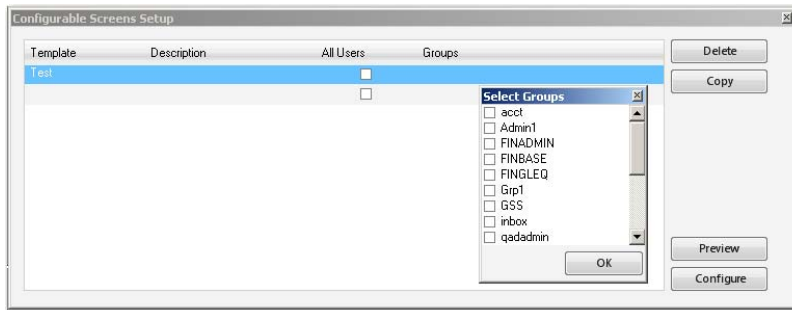 Configurable Screens Setup
Template Description All Users Groups
Test
Delete
Copy
Select Groups
acct
Admin1
FINADMIN
FINBASE
FINGLEQ
Grp1
GSS
inbox
qadadmin
OK
Preview
Configure